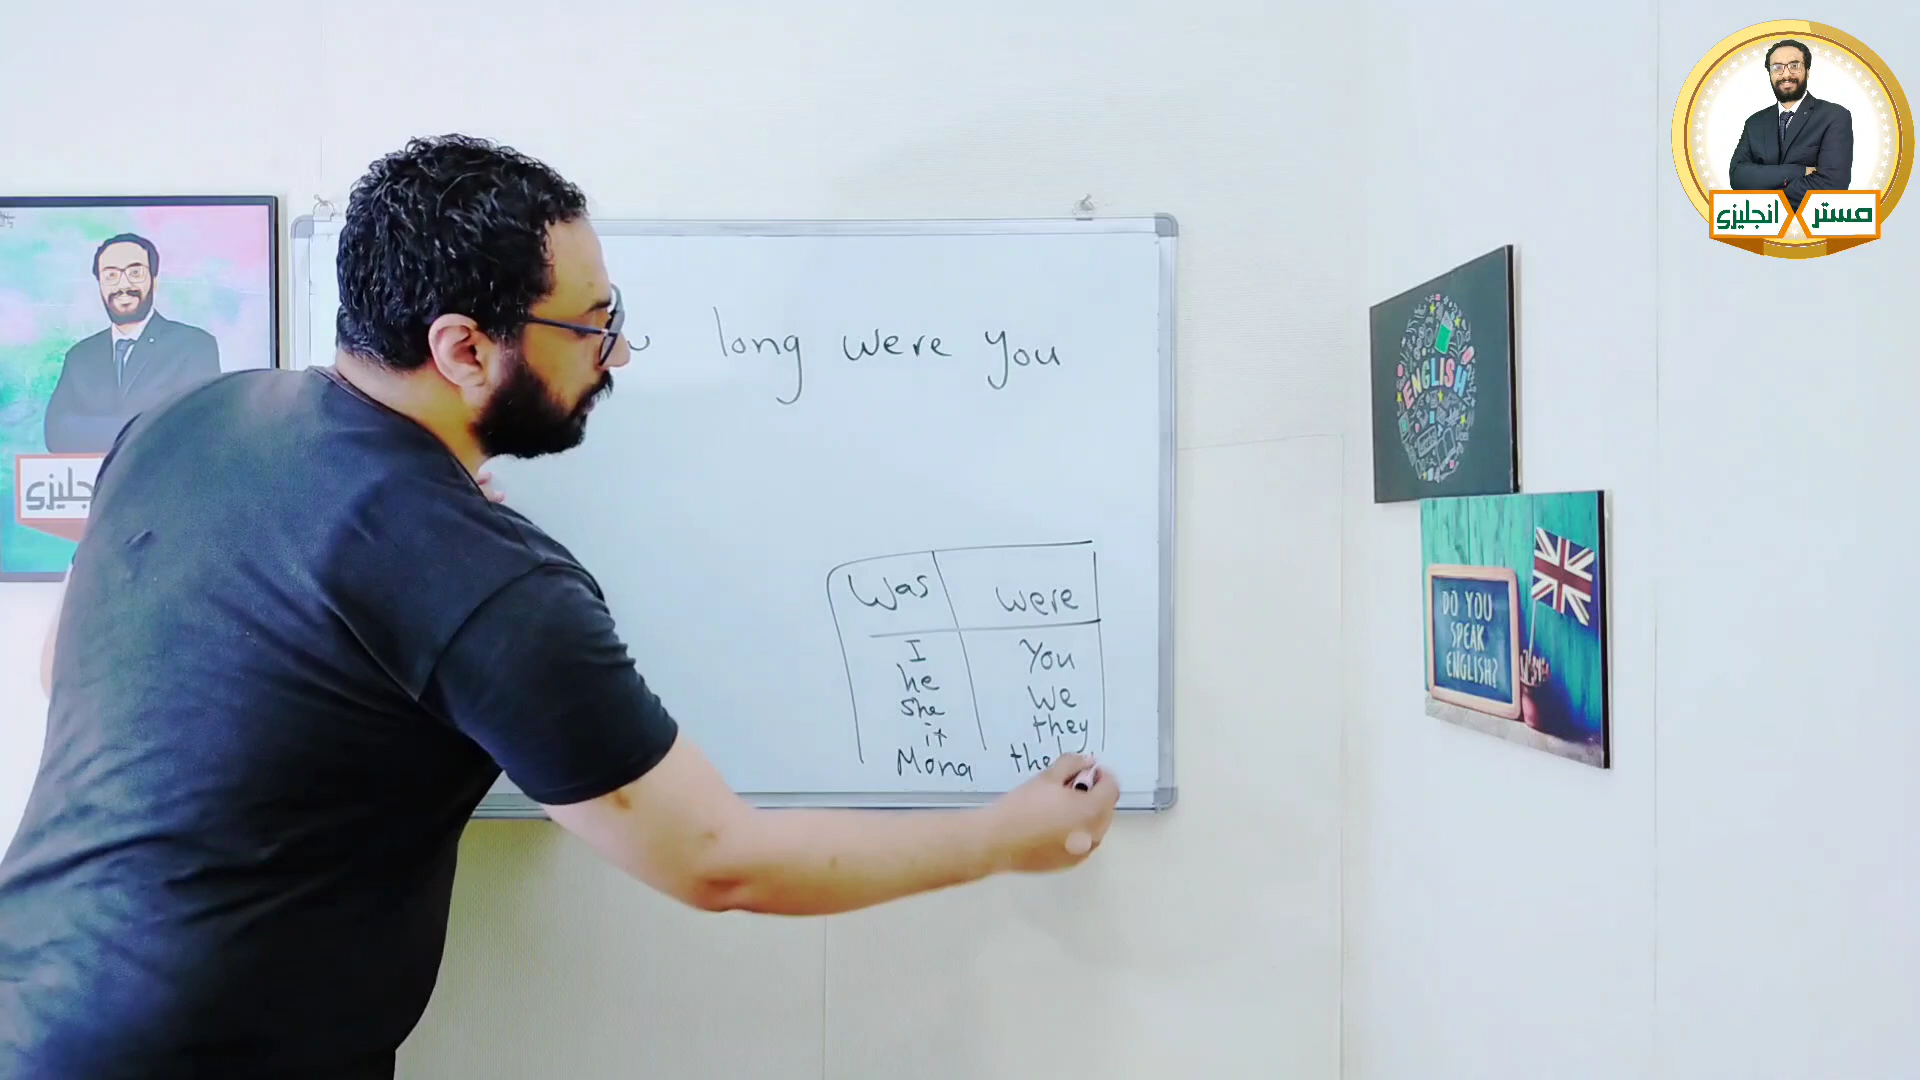 مستر X انجليزي
long were you
Was were
I You
he We
she they
it
Mona
ENGLISH
DO YOU
SPEAK
ENGLISH?